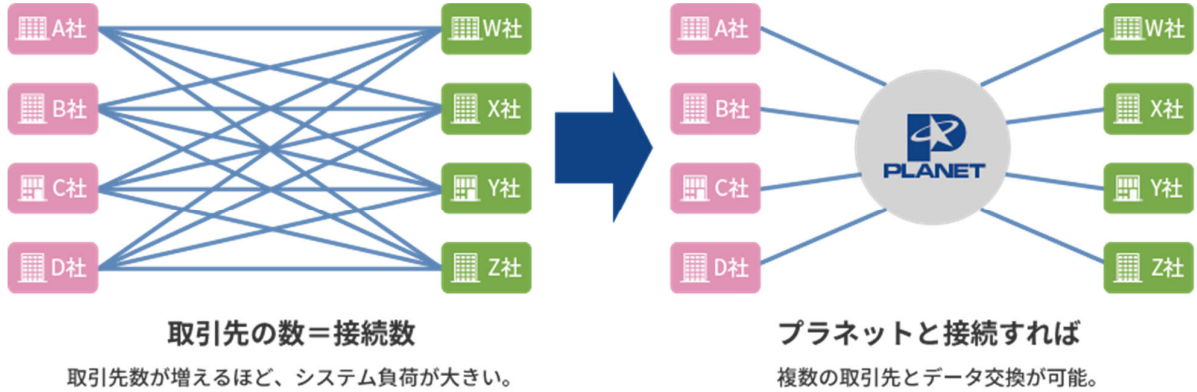 A社
B社
C社
D社
W社
X社
Y社
Z社
取引先の数＝接続数
取引先数が増えるほど、システム負荷が大きい。
A社
B社
C社
D社
PLANET
W社
X社
Y社
Z社
プラネットと接続すれば
複数の取引先とデータ交換が可能。